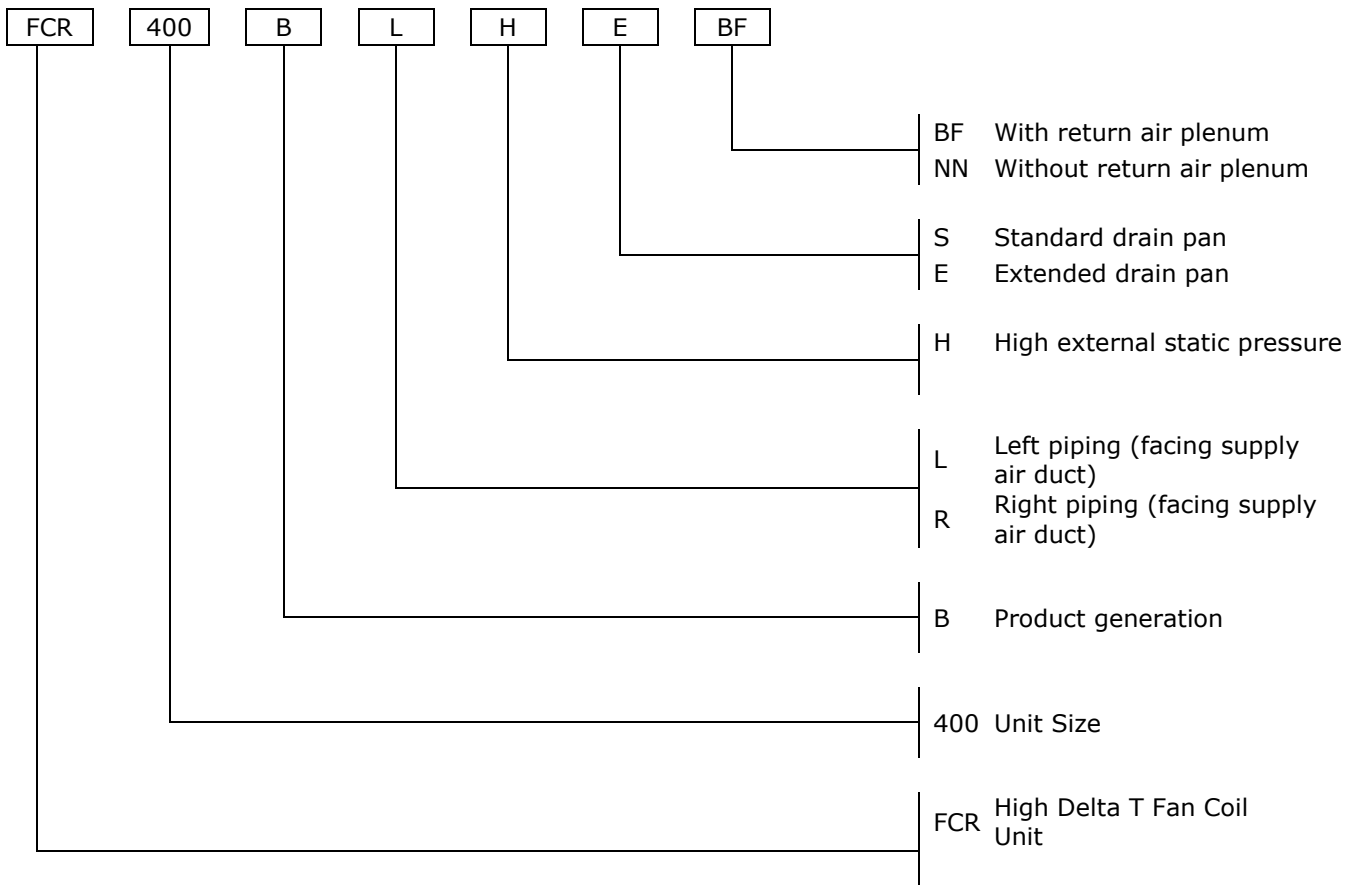 FCR 400 B L H E BF
BF With return air plenum
NN Without return air plenum
S Standard drain pan
E Extended drain pan
H High external static pressure
L Left piping (facing supply
air duct)
R Right piping (facing supply
air duct)
B Product generation
400 Unit Size
FCR High Delta T Fan Coil
Unit